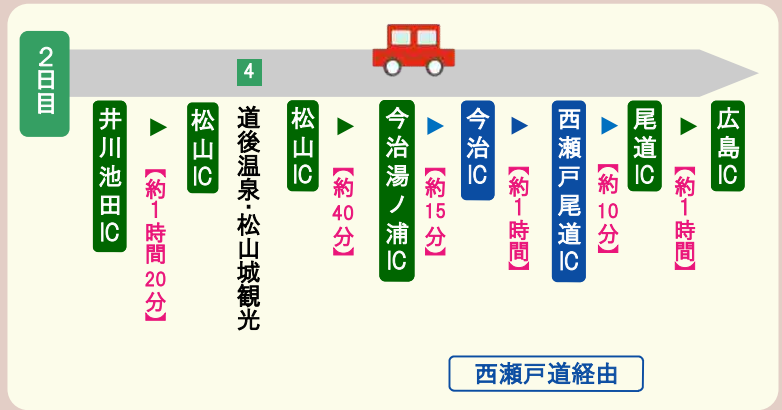 2日目
4
井川池田IC
【約1時間20分】
松山IC
道後温泉・松山城観光
松山IC
【約40分】
今治湯ノ浦IC
【約15分】
今治IC
【約1時間】
西瀬戸尾道IC
【約10分】
尾道IC
【約1時間】
広島IC
西瀬戸道経由